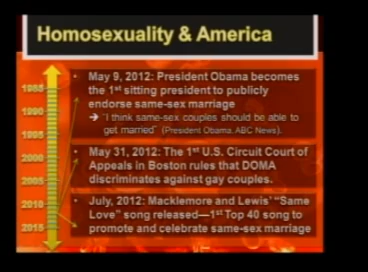 Homosexuality & America
• May 9, 2012: President Obama becomes
the 1st sitting president to publicly
endorse same-sex marriage
→ "I think same-sex couples should be able to
get married" (President Obama, ABC News).
• May 31, 2012: The 1st U.S. Circuit Court of
Appeals in Boston rules that DOMA
discriminates against gay couples.
• July, 2012: Macklemore and Lewis' "Same
Love" song released—1st Top 40 song to
promote and celebrate same-sex marriage
1985
1990
1995
2000
2005
2010
2015